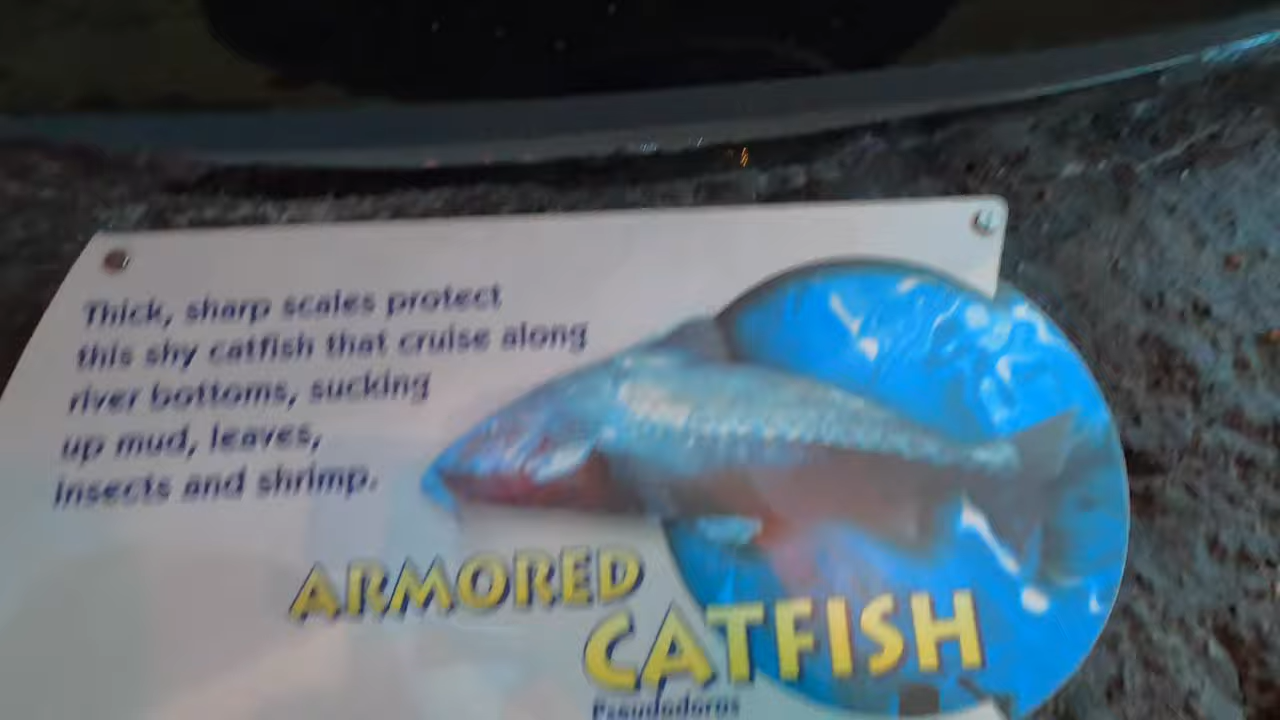 Thick, sharp scales protect
this shy catfish that cruise along
river bottoms, sucking
up mud, leaves,
insects and shrimp.
ARMORED
CATFISH
Pseudodoras